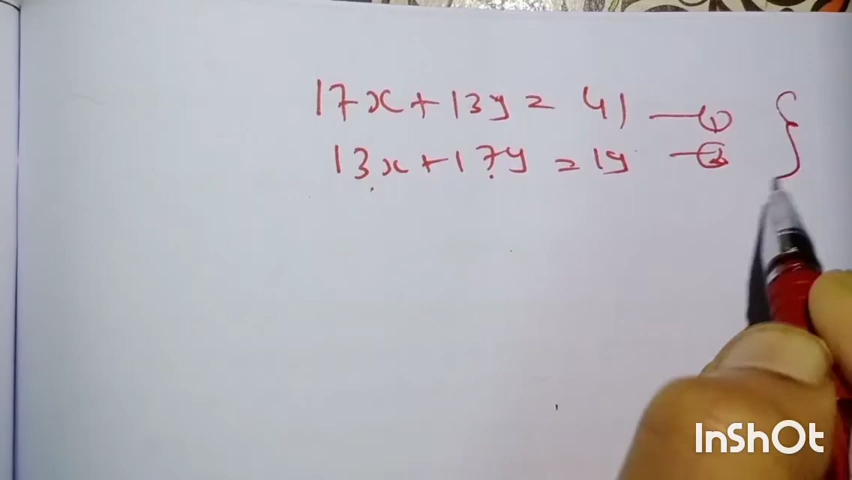 17x + 13y = 41 —①
13x + 17y = 19 —②
InShOt